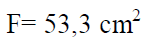 F= 53,3 cm²